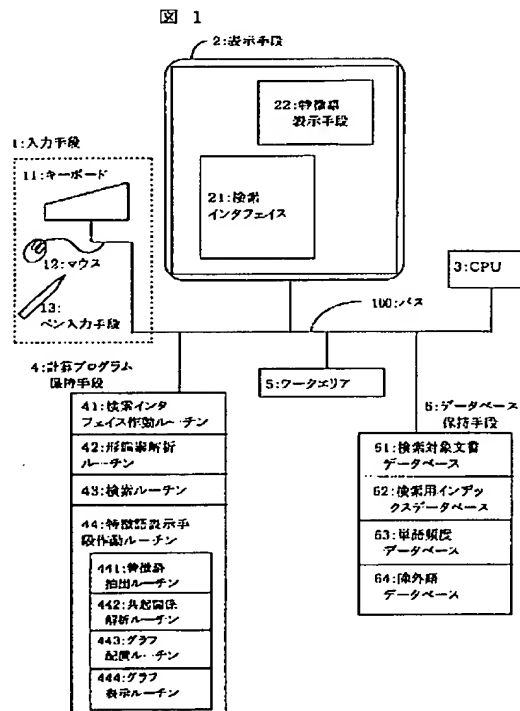 図 1
2:表示手段
22:特徴語
表示手段
1:入力手段
11:キーボード
21:検索
インタフェイス
12:マウス
3:CPU
13:
ペン入力手段
100:バス
4:計算プログラム
保持手段
5:ワークエリア
6:データベース
保持手段
41:検索インタ
フェイス作動ルーチン
42:形態素解析
ルーチン
43:検索ルーチン
44:特徴語表示手
段作動ルーチン
441:特徴語
抽出ルーチン
442:共起関係
解析ルーチン
443:グラフ
配置ルーチン
444:グラフ
表示ルーチン
61:検索対象文書
データベース
62:検索用インデッ
クスデータベース
63:単語頻度
データベース
64:除外語
データベース